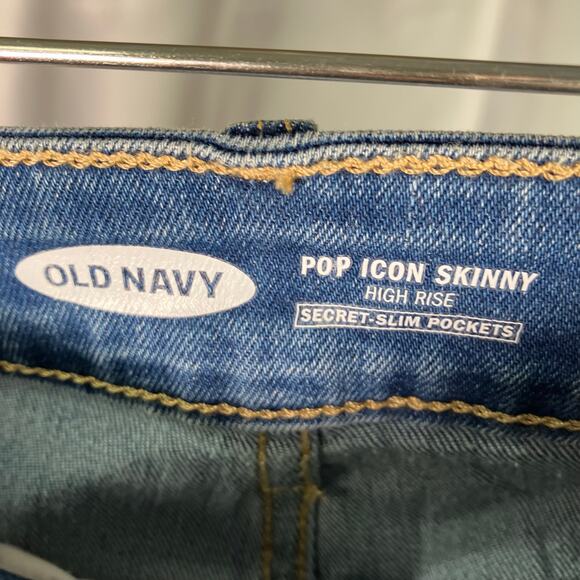 OLD NAVY
POP ICON SKINNY
HIGH RISE
SECRET-SLIM POCKETS